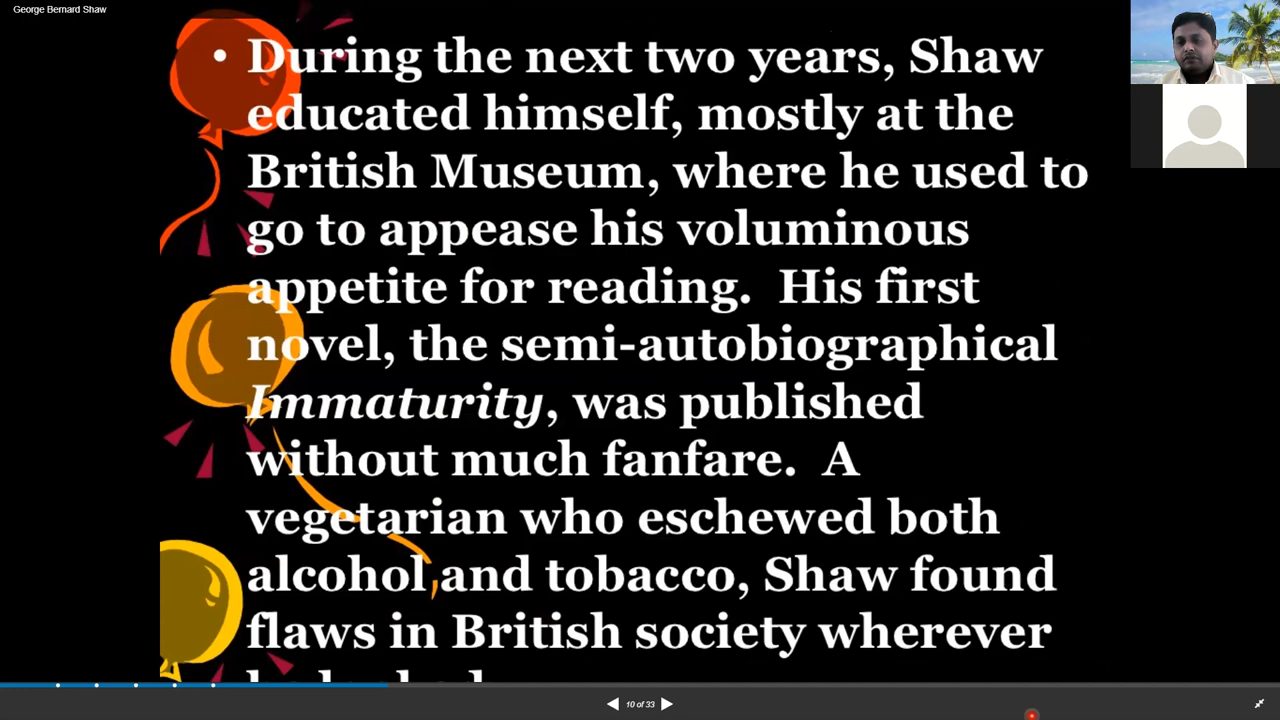 George Bernard Shaw
• During the next two years, Shaw
educated himself, mostly at the
British Museum, where he used to
go to appease his voluminous
appetite for reading.  His first
novel, the semi-autobiographical
Immaturity, was published
without much fanfare.  A
vegetarian who eschewed both
alcohol and tobacco, Shaw found
flaws in British society wherever
10 of 33